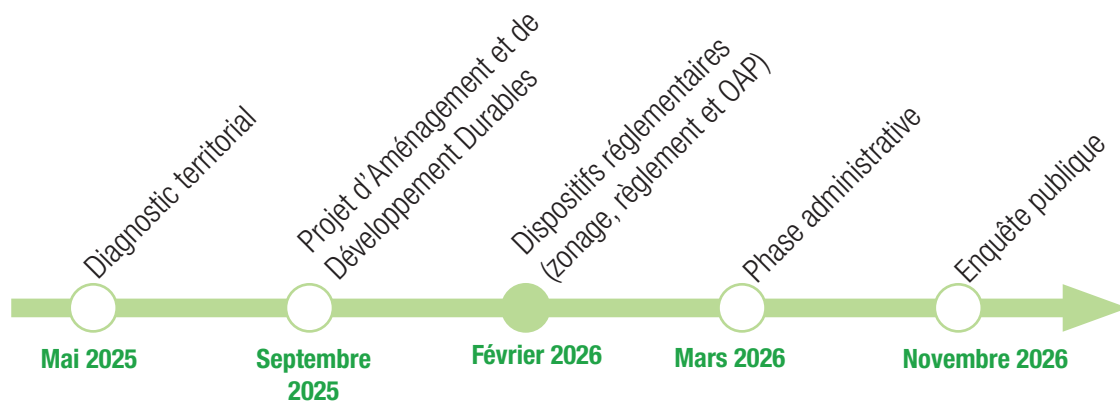 Diagnostic territorial
Projet d'Aménagement et de
Développement Durables
Dispositifs réglementaires
(zonage, règlement et OAP)
Phase administrative
Enquête publique
Mai 2025
Septembre
2025
Février 2026
Mars 2026
Novembre 2026